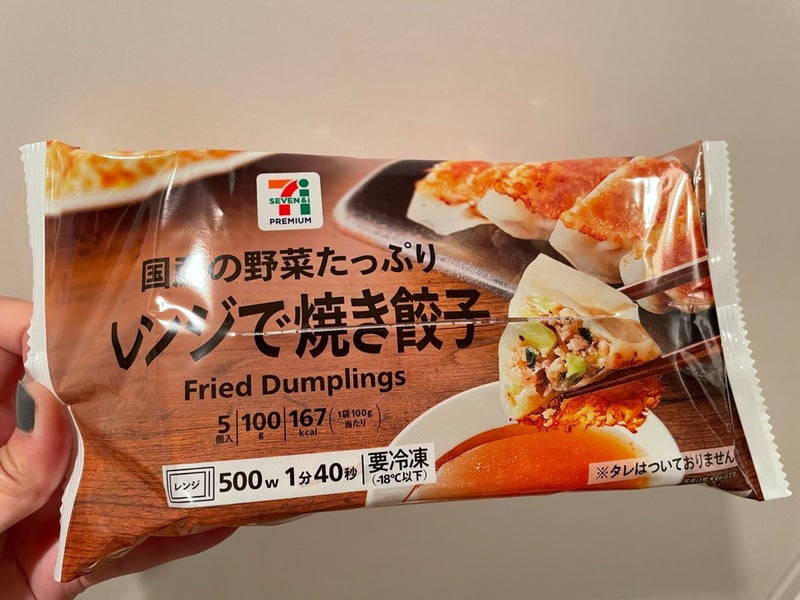 SEVEN&i
PREMIUM
国産の野菜たっぷり
レンジで焼き餃子
Fried Dumplings
5個入 100g 167kcal (1袋100g当たり)
レンジ 500w 1分40秒 要冷凍(-18℃以下)
※タレはついておりません